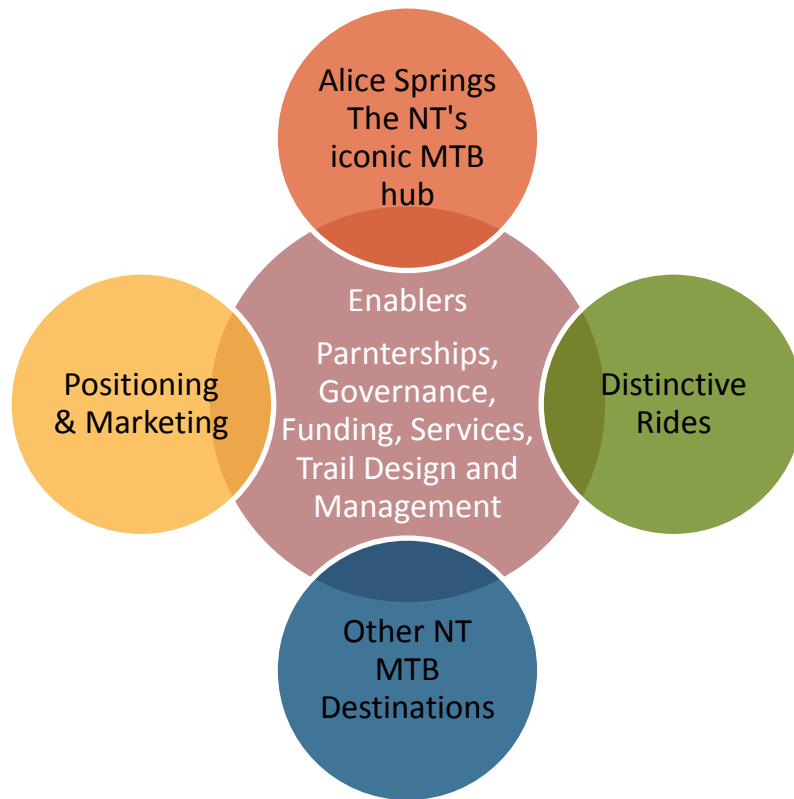 Alice Springs
The NT's
iconic MTB
hub
Enablers
Parnterships,
Governance,
Funding, Services,
Trail Design and
Management
Positioning
& Marketing
Distinctive
Rides
Other NT
MTB
Destinations